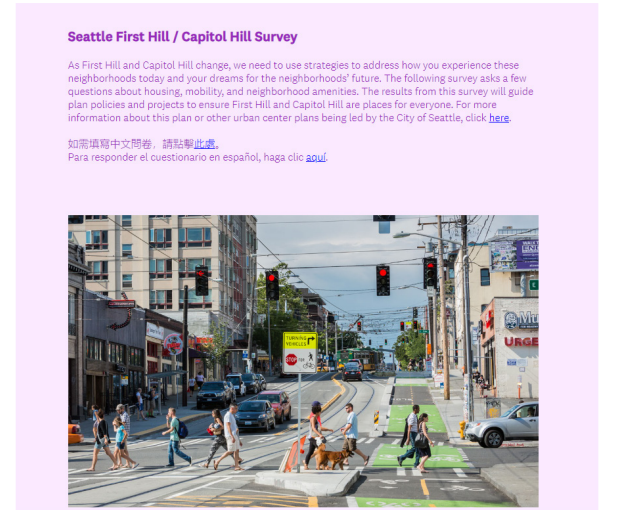 Seattle First Hill / Capitol Hill Survey
As First Hill and Capitol Hill change, we need to use strategies to address how you experience these
neighborhoods today and your dreams for the neighborhoods' future. The following survey asks a few
questions about housing, mobility, and neighborhood amenities. The results from this survey will guide
plan policies and projects to ensure First Hill and Capitol Hill are places for everyone. For more
information about this plan or other urban center plans being led by the City of Seattle, click here.
如需填寫中文問卷，請點擊此處。
Para responder el cuestionario en español, haga clic aquí.
TURNING
VEHICLES
STOP
URGE